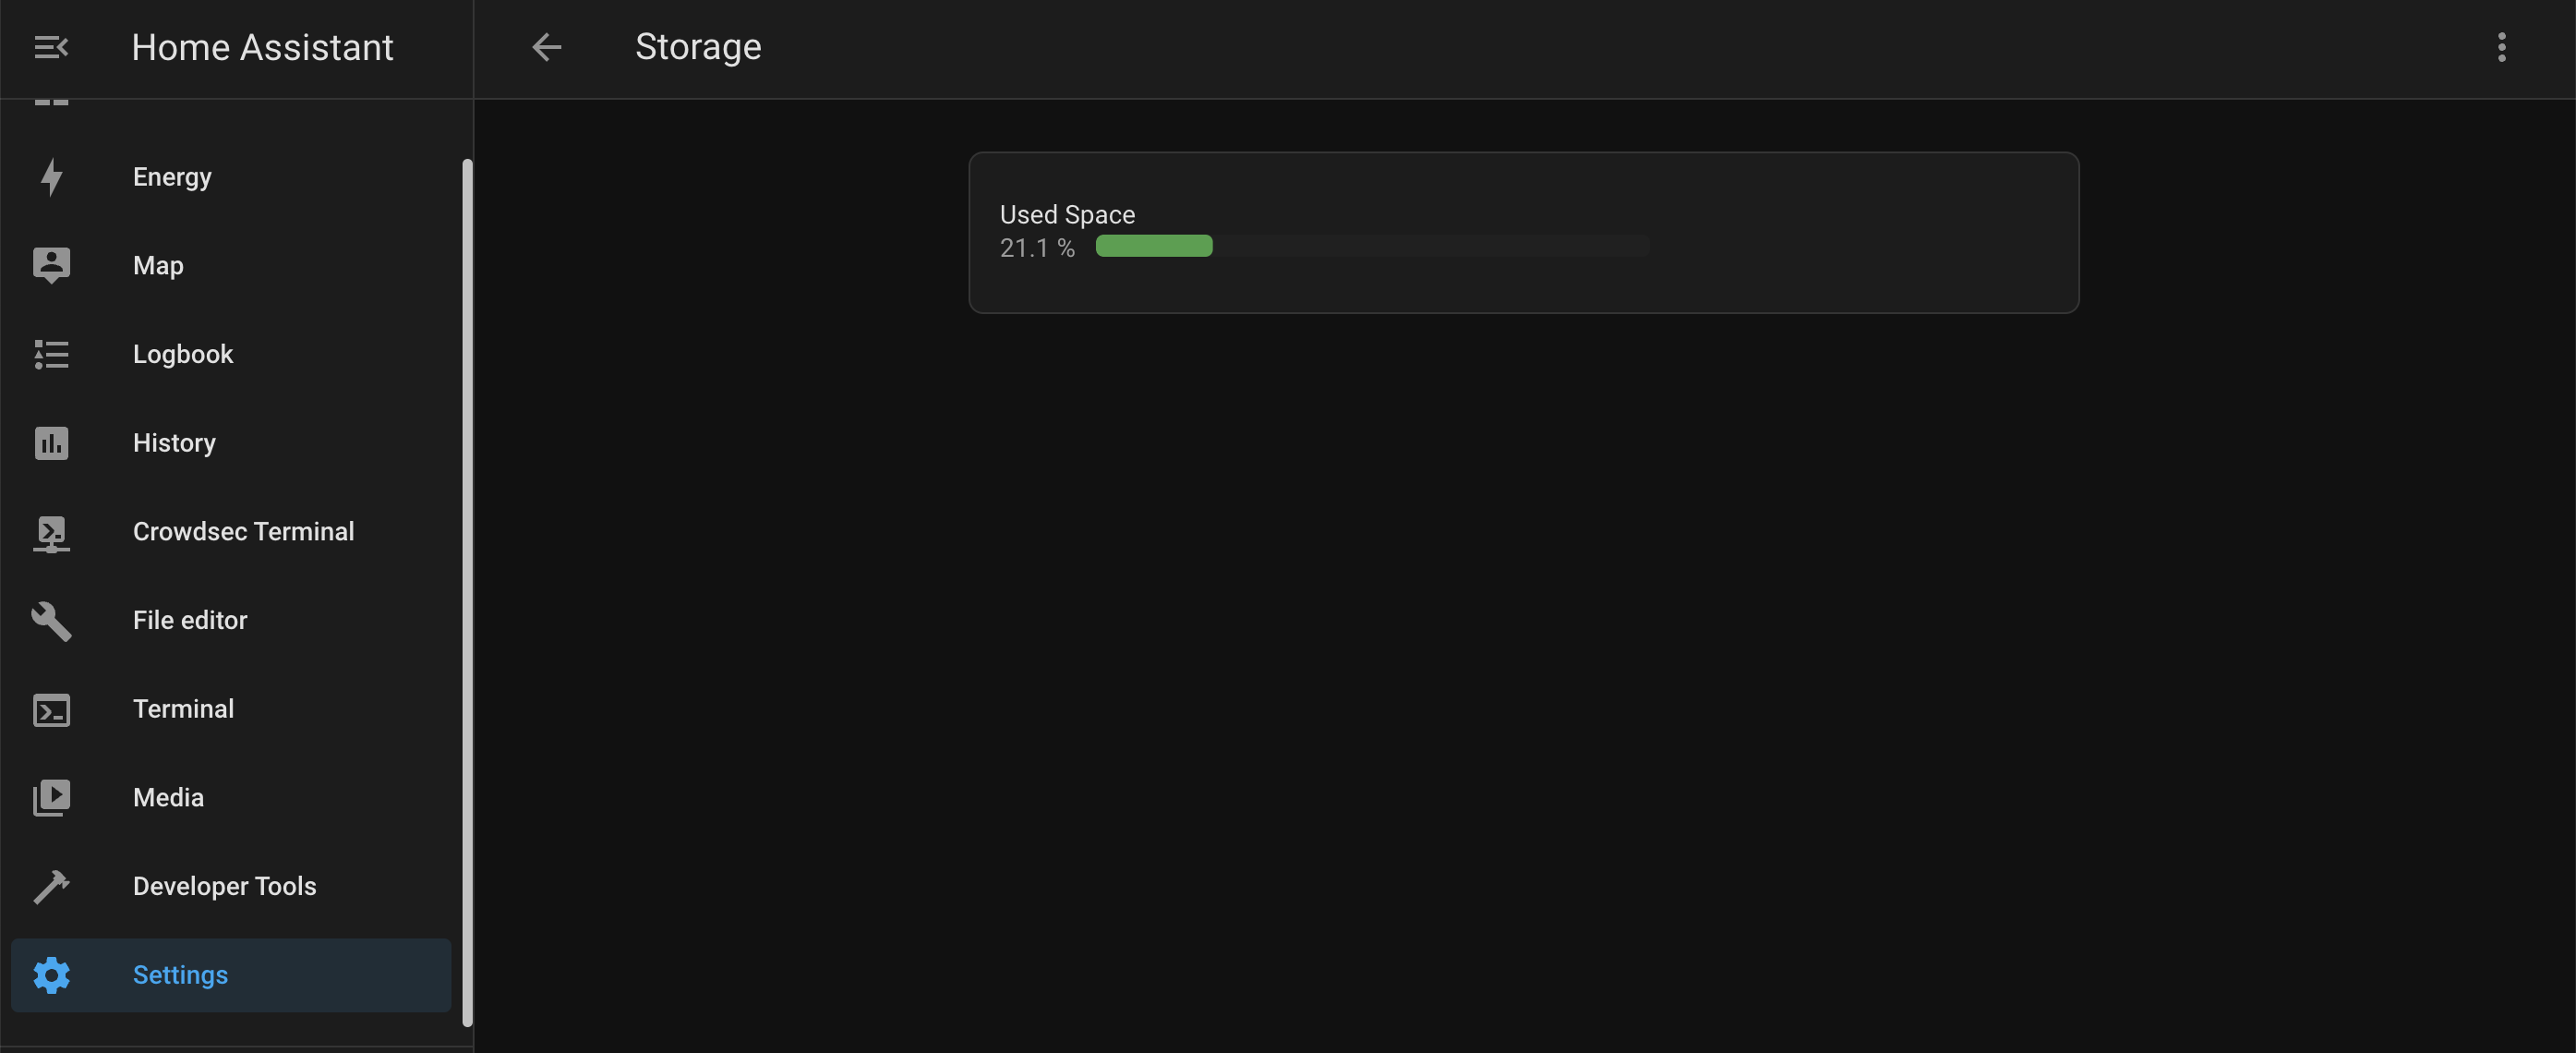 Home Assistant
Storage
Energy
Map
Logbook
History
Crowdsec Terminal
File editor
Terminal
Media
Developer Tools
Settings
Used Space
21.1 %